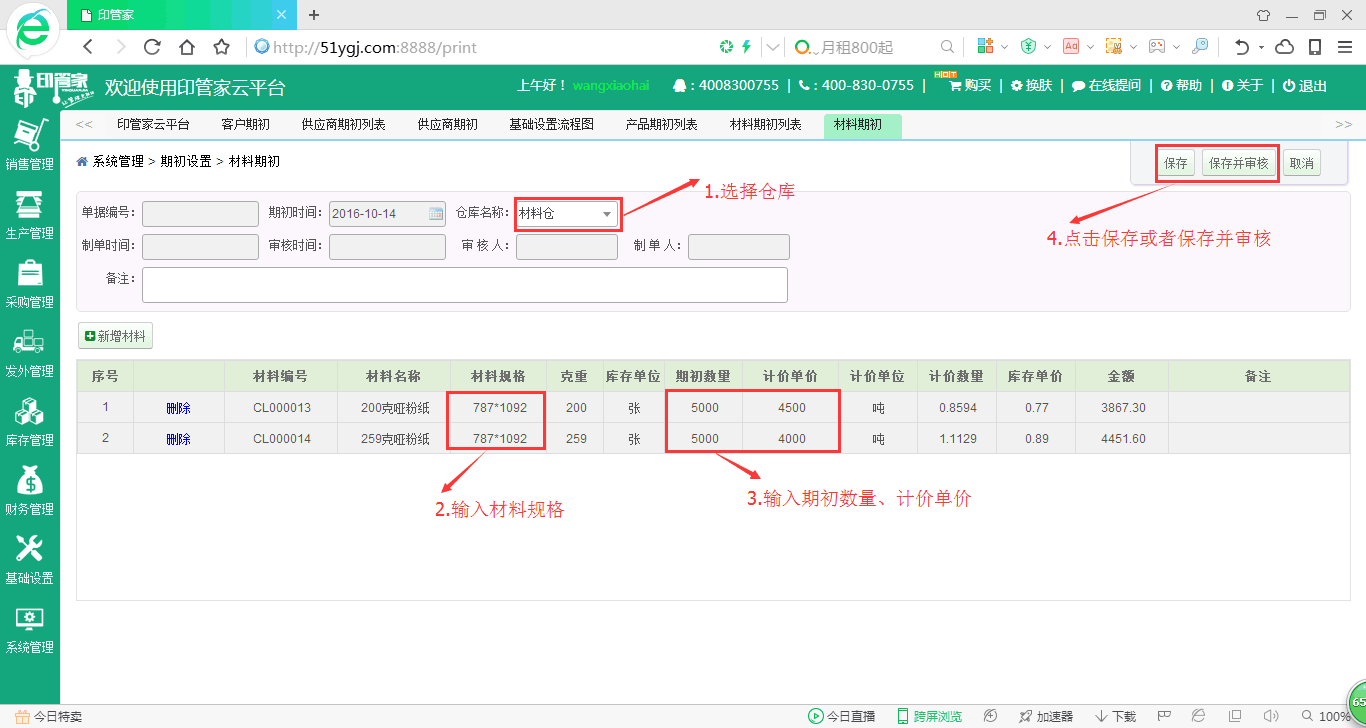 印管家
http://51ygj.com:8888/print
月租800起
印管家
欢迎使用印管家云平台
上午好！ wangxiaohai
: 4008300755 | : 400-830-0755 |
HOT
购买 | 换肤 | 在线提问 | 帮助 | 关于 | 退出
<< 印管家云平台 客户期初 供应商期初列表 供应商期初 基础设置流程图 产品期初列表 材料期初列表 材料期初 >>
销售管理
生产管理
采购管理
发外管理
库存管理
财务管理
基础设置
系统管理
系统管理 > 期初设置 > 材料期初
保存 保存并审核 取消
1.选择仓库
4.点击保存或者保存并审核
单据编号： 期初时间： 2016-10-14 仓库名称： 材料仓
制单时间： 审核时间： 审 核 人： 制 单 人：
备注：
新增材料
序号 材料编号 材料名称 材料规格 克重 库存单位 期初数量 计价单价 计价单位 计价数量 库存单价 金额 备注
1 删除 CL000013 200克哑粉纸 787*1092 200 张 5000 4500 吨 0.8594 0.77 3867.30
2 删除 CL000014 259克哑粉纸 787*1092 259 张 5000 4000 吨 1.1129 0.89 4451.60
2.输入材料规格
3.输入期初数量、计价单价
今日特卖 今日直播 跨屏浏览 加速器 下载 100%
65